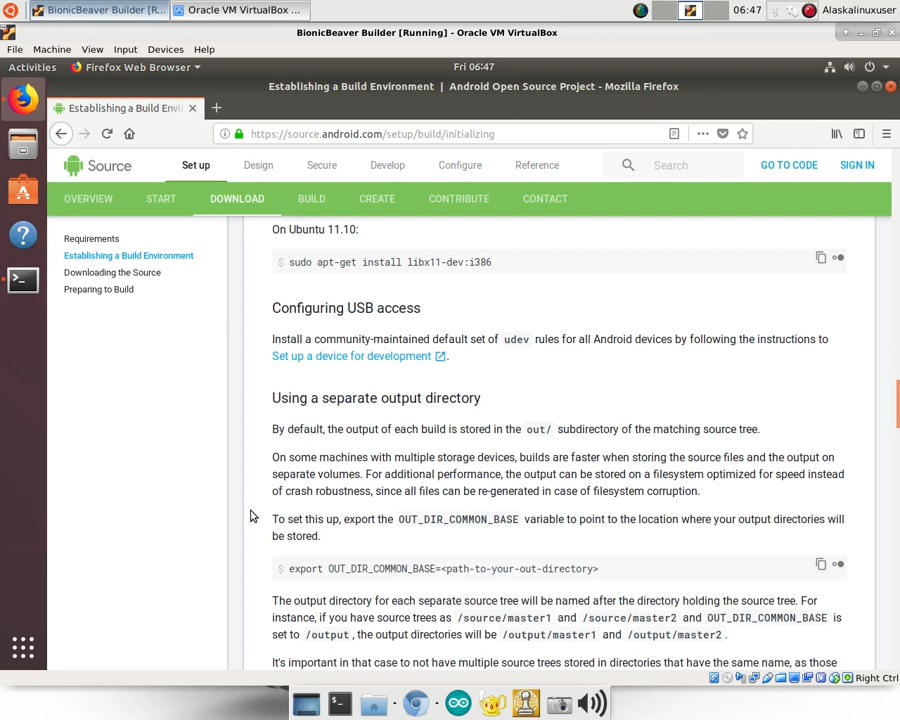 BionicBeaver Builder [R...
Oracle VM VirtualBox ...
06:47
Alaskalinuxuser
BionicBeaver Builder [Running] - Oracle VM VirtualBox
File Machine View Input Devices Help
Activities
Firefox Web Browser
Fri 06:47
Establishing a Build Environment | Android Open Source Project - Mozilla Firefox
Establishing a Build Envi
https://source.android.com/setup/build/initializing
Source
Set up
Design
Secure
Develop
Configure
Reference
Search
GO TO CODE
SIGN IN
OVERVIEW
START
DOWNLOAD
BUILD
CREATE
CONTRIBUTE
CONTACT
Requirements
Establishing a Build Environment
Downloading the Source
Preparing to Build
On Ubuntu 11.10:
$ sudo apt-get install libx11-dev:i386
Configuring USB access
Install a community-maintained default set of udev rules for all Android devices by following the instructions to
Set up a device for development .
Using a separate output directory
By default, the output of each build is stored in the out/ subdirectory of the matching source tree.
On some machines with multiple storage devices, builds are faster when storing the source files and the output on
separate volumes. For additional performance, the output can be stored on a filesystem optimized for speed instead
of crash robustness, since all files can be re-generated in case of filesystem corruption.
To set this up, export the OUT_DIR_COMMON_BASE variable to point to the location where your output directories will
be stored.
$ export OUT_DIR_COMMON_BASE=<path-to-your-out-directory>
The output directory for each separate source tree will be named after the directory holding the source tree. For
instance, if you have source trees as /source/master1 and /source/master2 and OUT_DIR_COMMON_BASE is
set to /output, the output directories will be /output/master1 and /output/master2.
It's important in that case to not have multiple source trees stored in directories that have the same name, as those
Right Ctrl